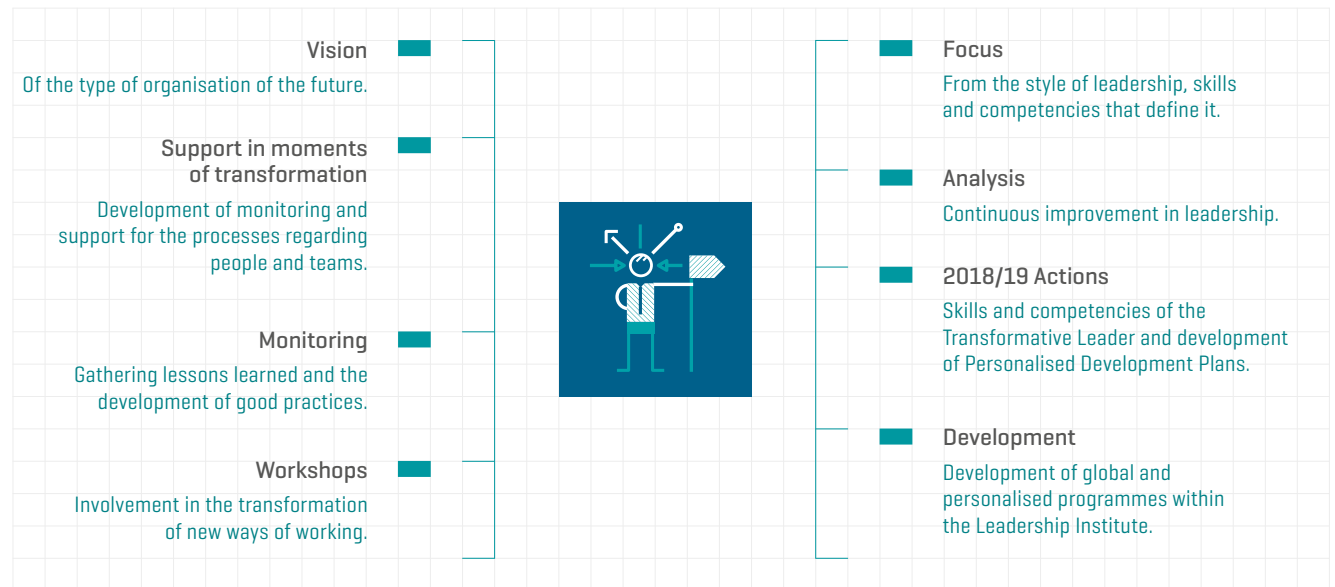 Vision
Of the type of organisation of the future.
Support in moments
of transformation
Development of monitoring and
support for the processes regarding
people and teams.
Monitoring
Gathering lessons learned and the
development of good practices.
Workshops
Involvement in the transformation
of new ways of working.
Focus
From the style of leadership, skills
and competencies that define it.
Analysis
Continuous improvement in leadership.
2018/19 Actions
Skills and competencies of the
Transformative Leader and development
of Personalised Development Plans.
Development
Development of global and
personalised programmes within
the Leadership Institute.